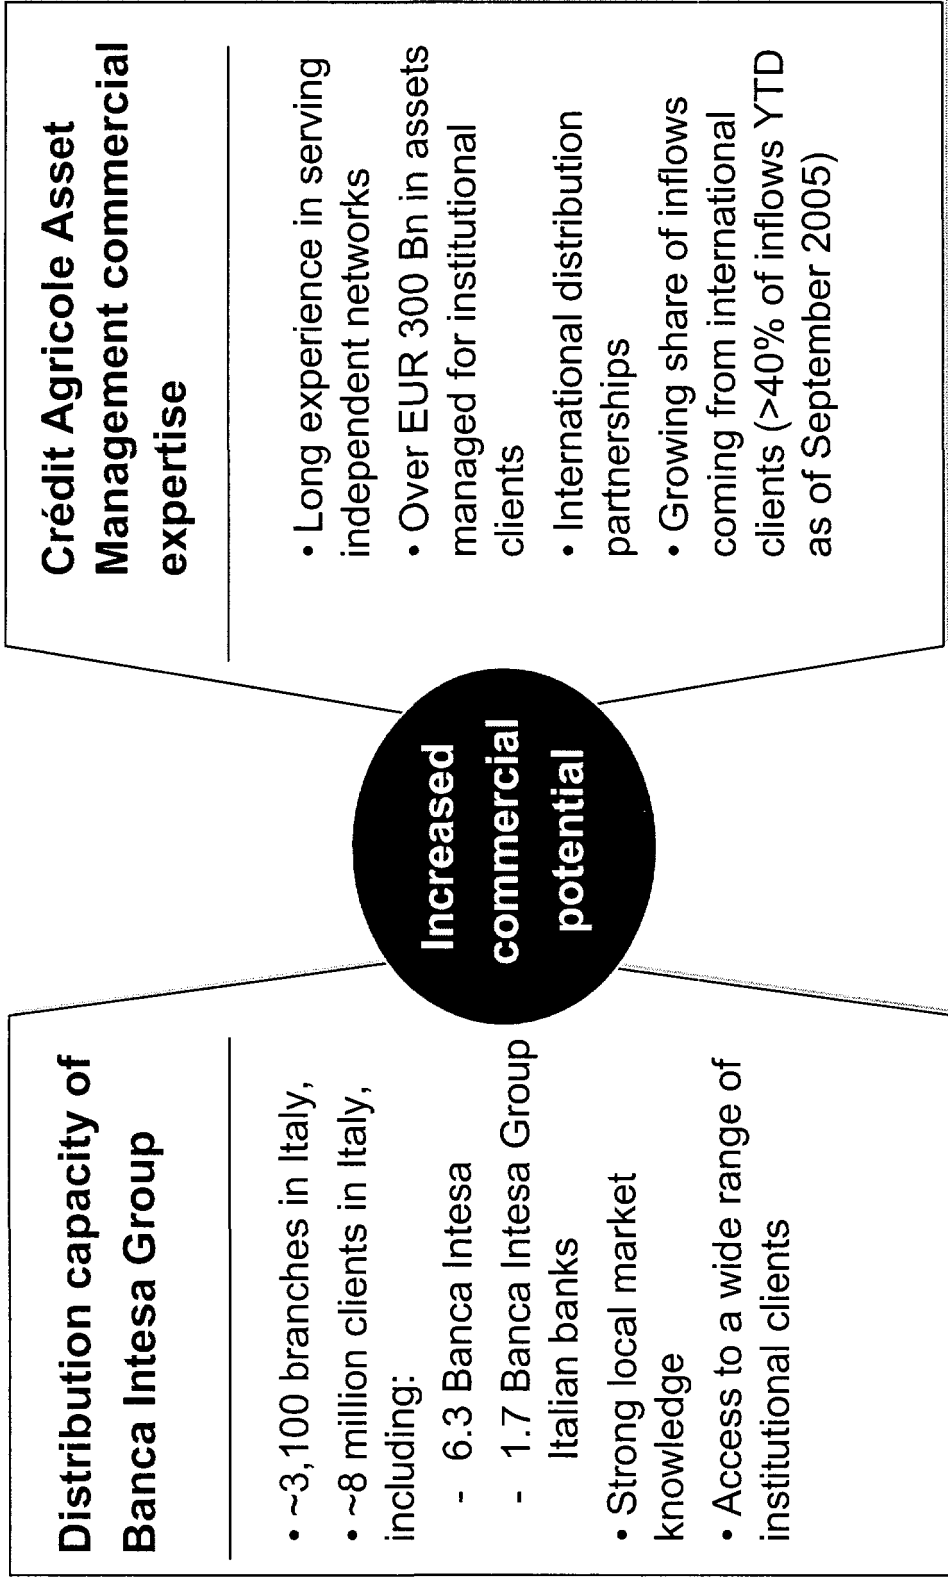 Distribution capacity of
Banca Intesa Group
• ~3,100 branches in Italy,
• ~8 million clients in Italy,
including:
- 6.3 Banca Intesa
- 1.7 Banca Intesa Group
Italian banks
• Strong local market
knowledge
• Access to a wide range of
institutional clients
Increased
commercial
potential
Crédit Agricole Asset
Management commercial
expertise
• Long experience in serving
independent networks
• Over EUR 300 Bn in assets
managed for institutional
clients
• International distribution
partnerships
• Growing share of inflows
coming from international
clients (>40% of inflows YTD
as of September 2005)